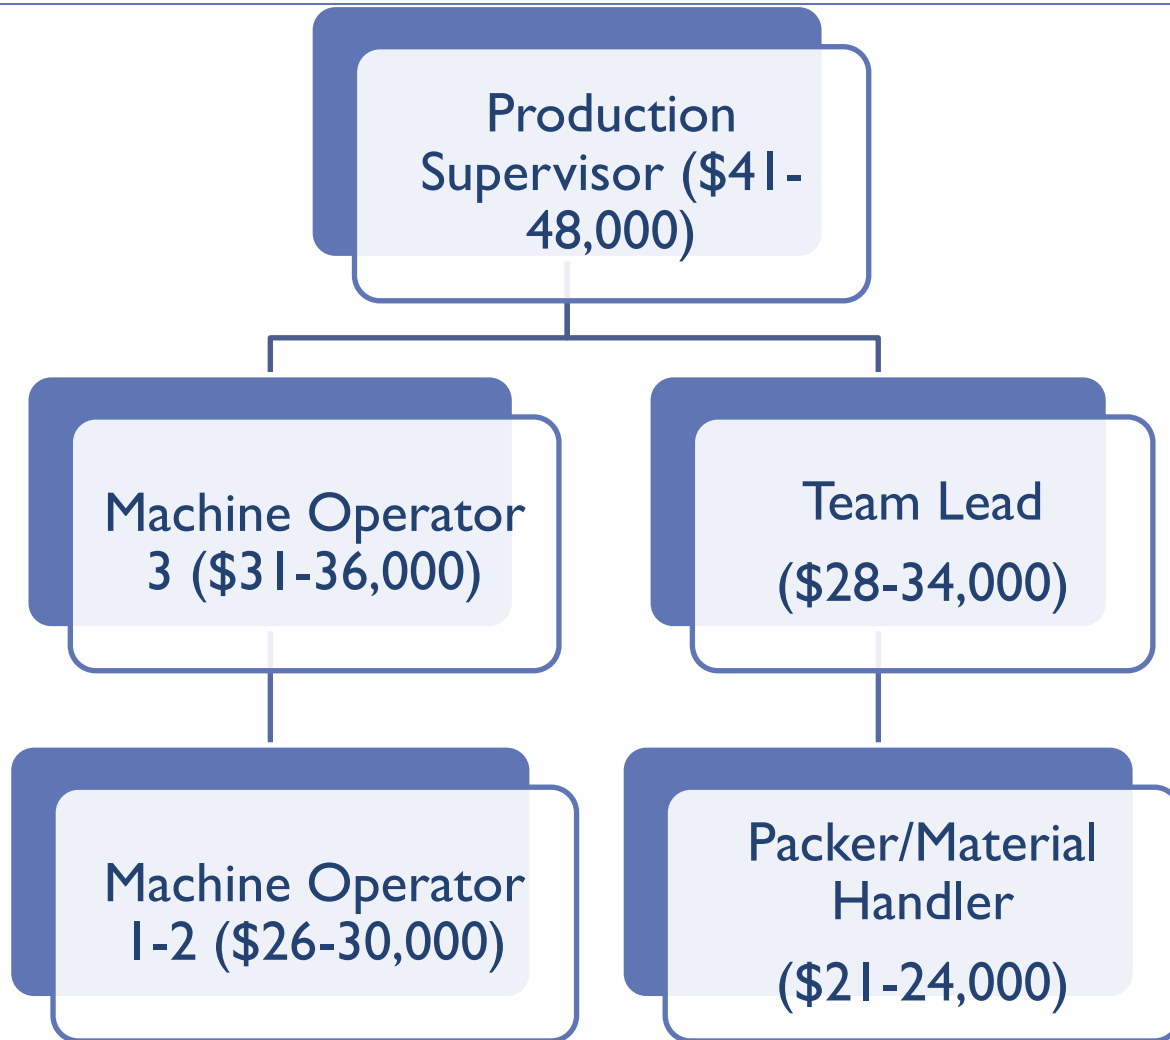 Production
Supervisor ($41-
48,000)
Machine Operator
3 ($31-36,000)
Team Lead
($28-34,000)
Machine Operator
1-2 ($26-30,000)
Packer/Material
Handler
($21-24,000)